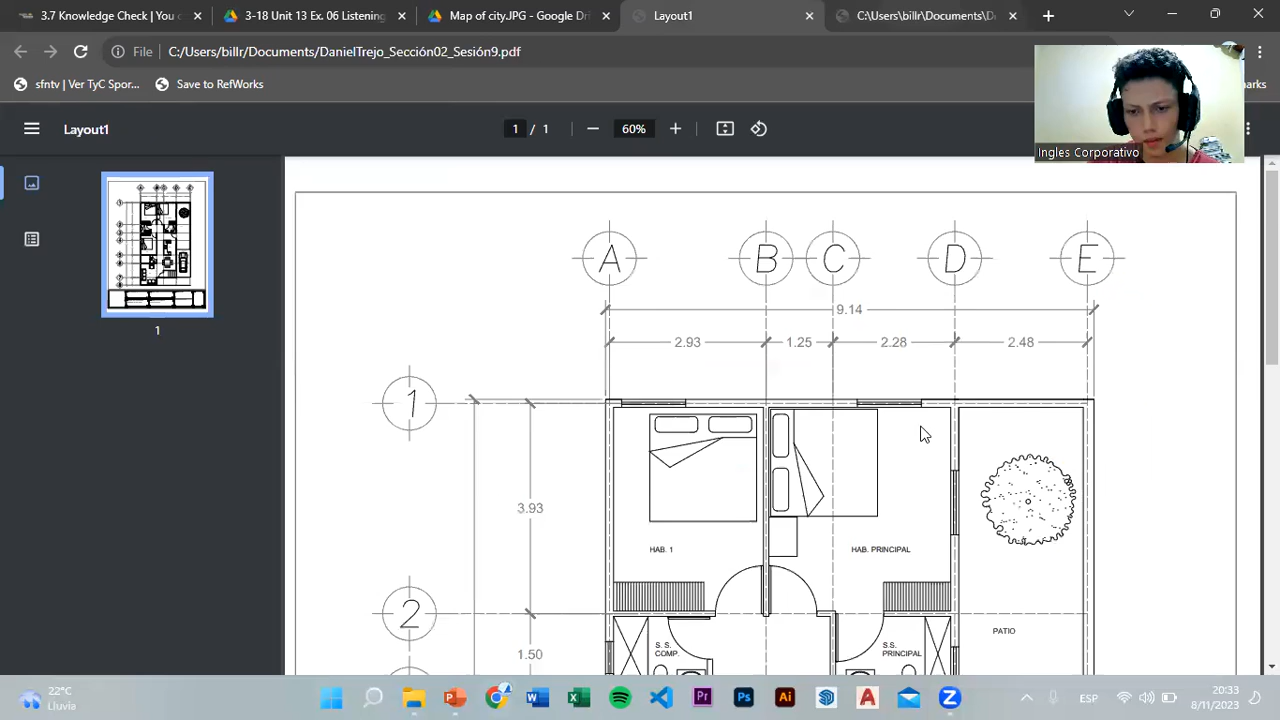 3.7 Knowledge Check | You c
3-18 Unit 13 Ex. 06 Listening
Map of city.JPG - Google Dri
Layout1
C:\Users\billr\Documents\D
File
C:/Users/billr/Documents/DanielTrejo_Sección02_Sesión9.pdf
sfntv | Ver TyC Spor...
Save to RefWorks
Ingles Corporativo
Layout1
1 / 1
60%
1
A
B
C
D
E
9.14
2.93
1.25
2.28
2.48
1
3.93
HAB. 1
HAB. PRINCIPAL
2
PATIO
1.50
S. S.
COMP.
S.S.
PRINCIPAL
22°C
Lluvia
ESP
20:33
8/11/2023